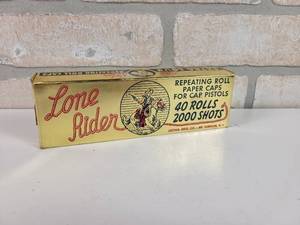 Lone
Rider
REPEATING ROLL
PAPER CAPS
FOR CAP PISTOLS
40 ROLLS
2000 SHOTS